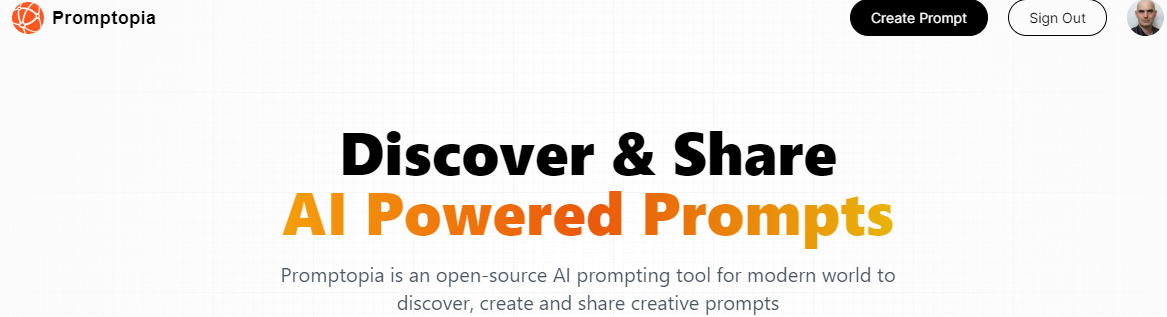 Promptopia
Create Prompt
Sign Out
Discover & Share
AI Powered Prompts
Promptopia is an open-source AI prompting tool for modern world to
discover, create and share creative prompts